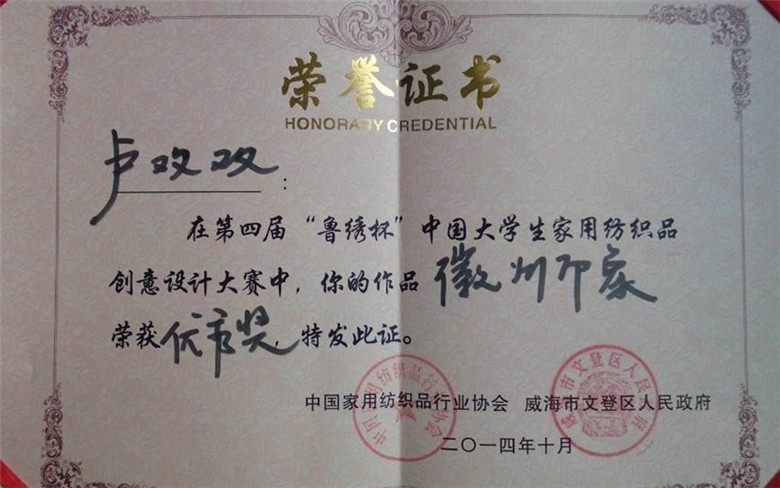 荣誉证书
HONORARY CREDENTIAL
卢双双：
在第四届“鲁绣杯”中国大学生家用纺织品
创意设计大赛中，你的作品 徽州印象
荣获优秀奖，特发此证。
中国家用纺织品行业协会 威海市文登区人民政府
二〇一四年十月